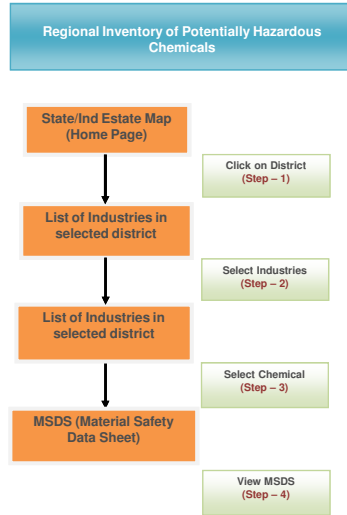 Regional Inventory of Potentially Hazardous
Chemicals
State/Ind Estate Map
(Home Page)
Click on District
(Step – 1)
List of Industries in
selected district
Select Industries
(Step – 2)
List of Industries in
selected district
Select Chemical
(Step – 3)
MSDS (Material Safety
Data Sheet)
View MSDS
(Step – 4)